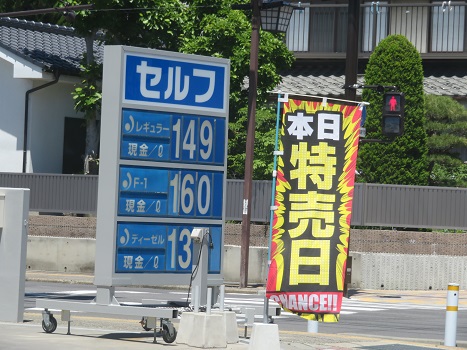 セルフ
レギュラー
現金/ℓ
149
F-1
現金/ℓ
160
ディーゼル
現金/ℓ
13
本日
特売日
CHANCE!!